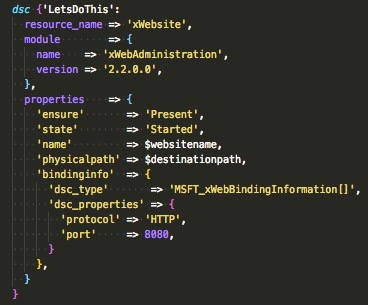 dsc {'LetsDoThis':
  resource_name => 'xWebsite',
  module        => {
    name    => 'xWebAdministration',
    version => '2.2.0.0',
  },
  properties    => {
    'ensure'       => 'Present',
    'state'        => 'Started',
    'name'         => $websitename,
    'physicalpath' => $destinationpath,
    'bindinginfo'  => {
      'dsc_type'       => 'MSFT_xWebBindingInformation[]',
      'dsc_properties' => {
        'protocol' => 'HTTP',
        'port'     => 8080,
      }
    },
  }
}